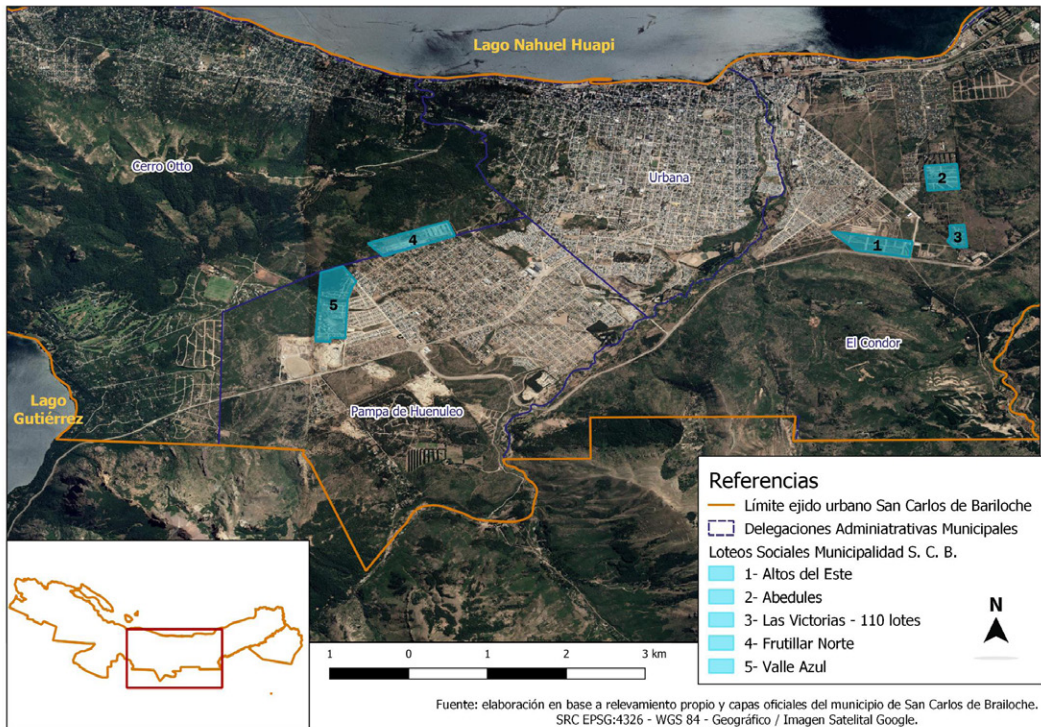 Lago Nahuel Huapi
Cerro Otto
Urbana
2
4
1
3
5
El Condor
Lago
Gutiérrez
Pampa de Huenuleo
Referencias
Límite ejido urbano San Carlos de Bariloche
Delegaciones Adminiatrativas Municipales
Loteos Sociales Municipalidad S. C. B.
1- Altos del Este
2- Abedules
3- Las Victorias - 110 lotes
4- Frutillar Norte
5- Valle Azul
N
1 0 1 2 3 km
Fuente: elaboración en base a relevamiento propio y capas oficiales del municipio de San Carlos de Brailoche.
SRC EPSG:4326 - WGS 84 - Geográfico / Imagen Satelital Google.